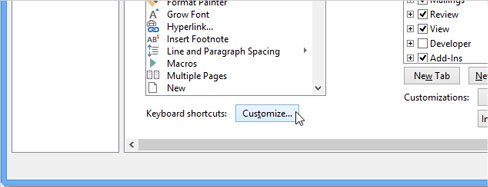 Format Painter
Grow Font
Hyperlink...
Insert Footnote
Line and Paragraph Spacing
Macros
Multiple Pages
New
Keyboard shortcuts: Customize...
Mailings
Review
View
Developer
Add-Ins
New Tab
Customizations: